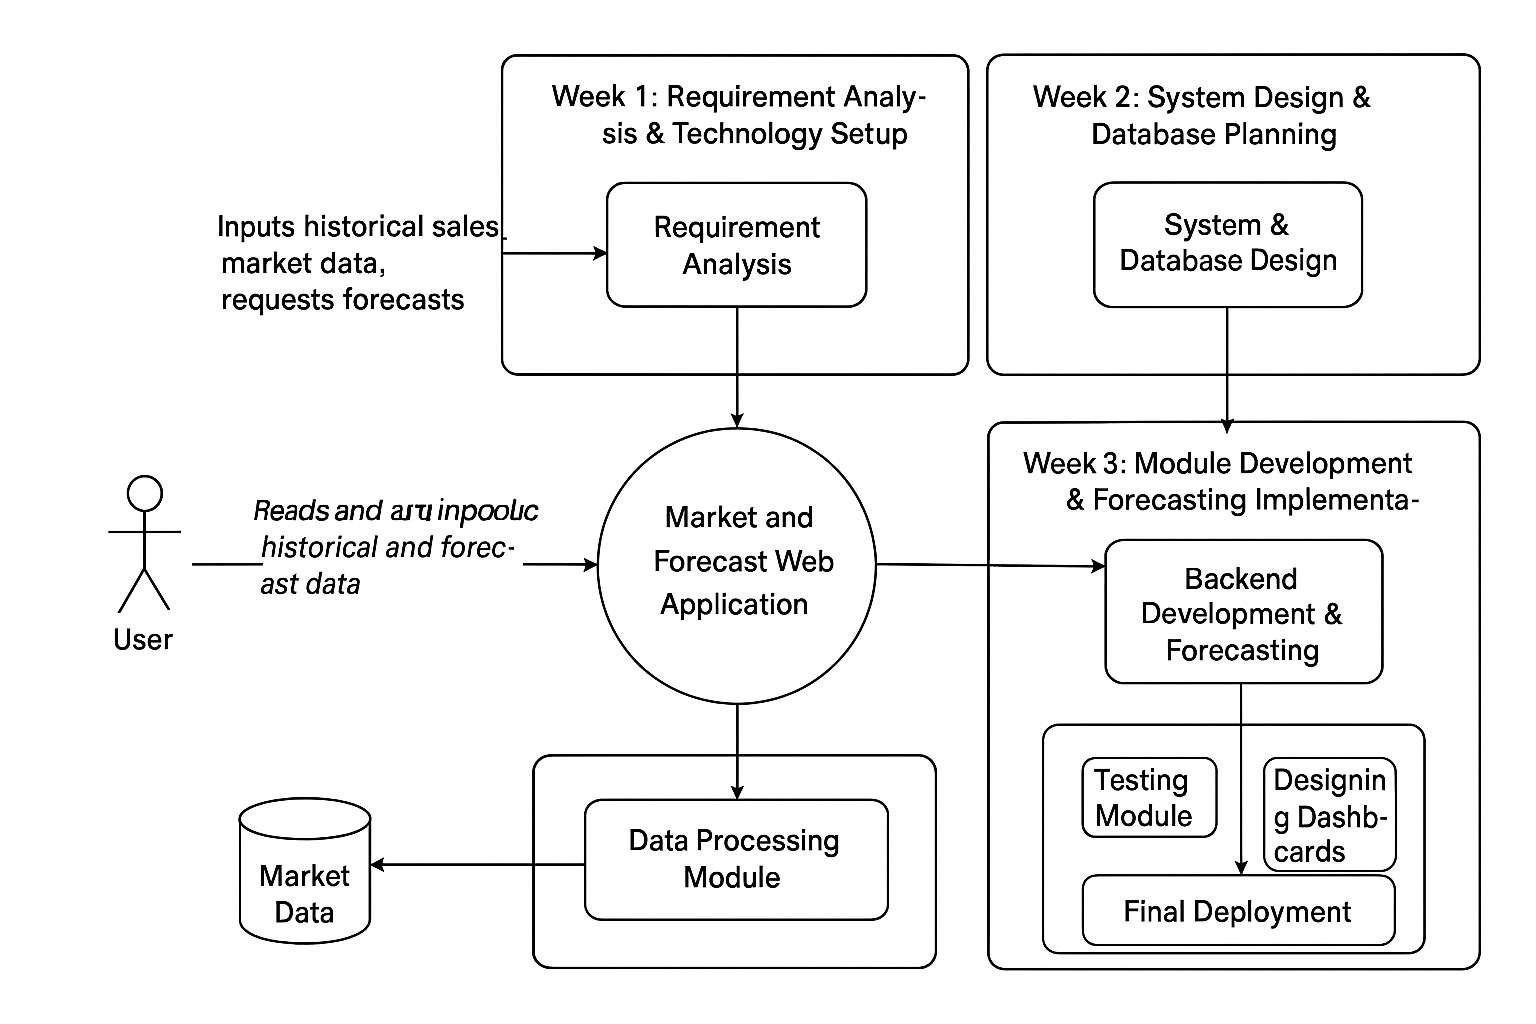 Week 1: Requirement Analy-
sis & Technology Setup
Week 2: System Design &
Database Planning
Inputs historical sales
market data,
requests forecasts
Requirement
Analysis
System &
Database Design
Week 3: Module Development
& Forecasting Implementa-
Reads and
historical and forec-
ast data
User
Market and
Forecast Web
Application
Backend
Development &
Forecasting
Testing
Module
Designin
g Dashb-
cards
Data Processing
Module
Market
Data
Final Deployment